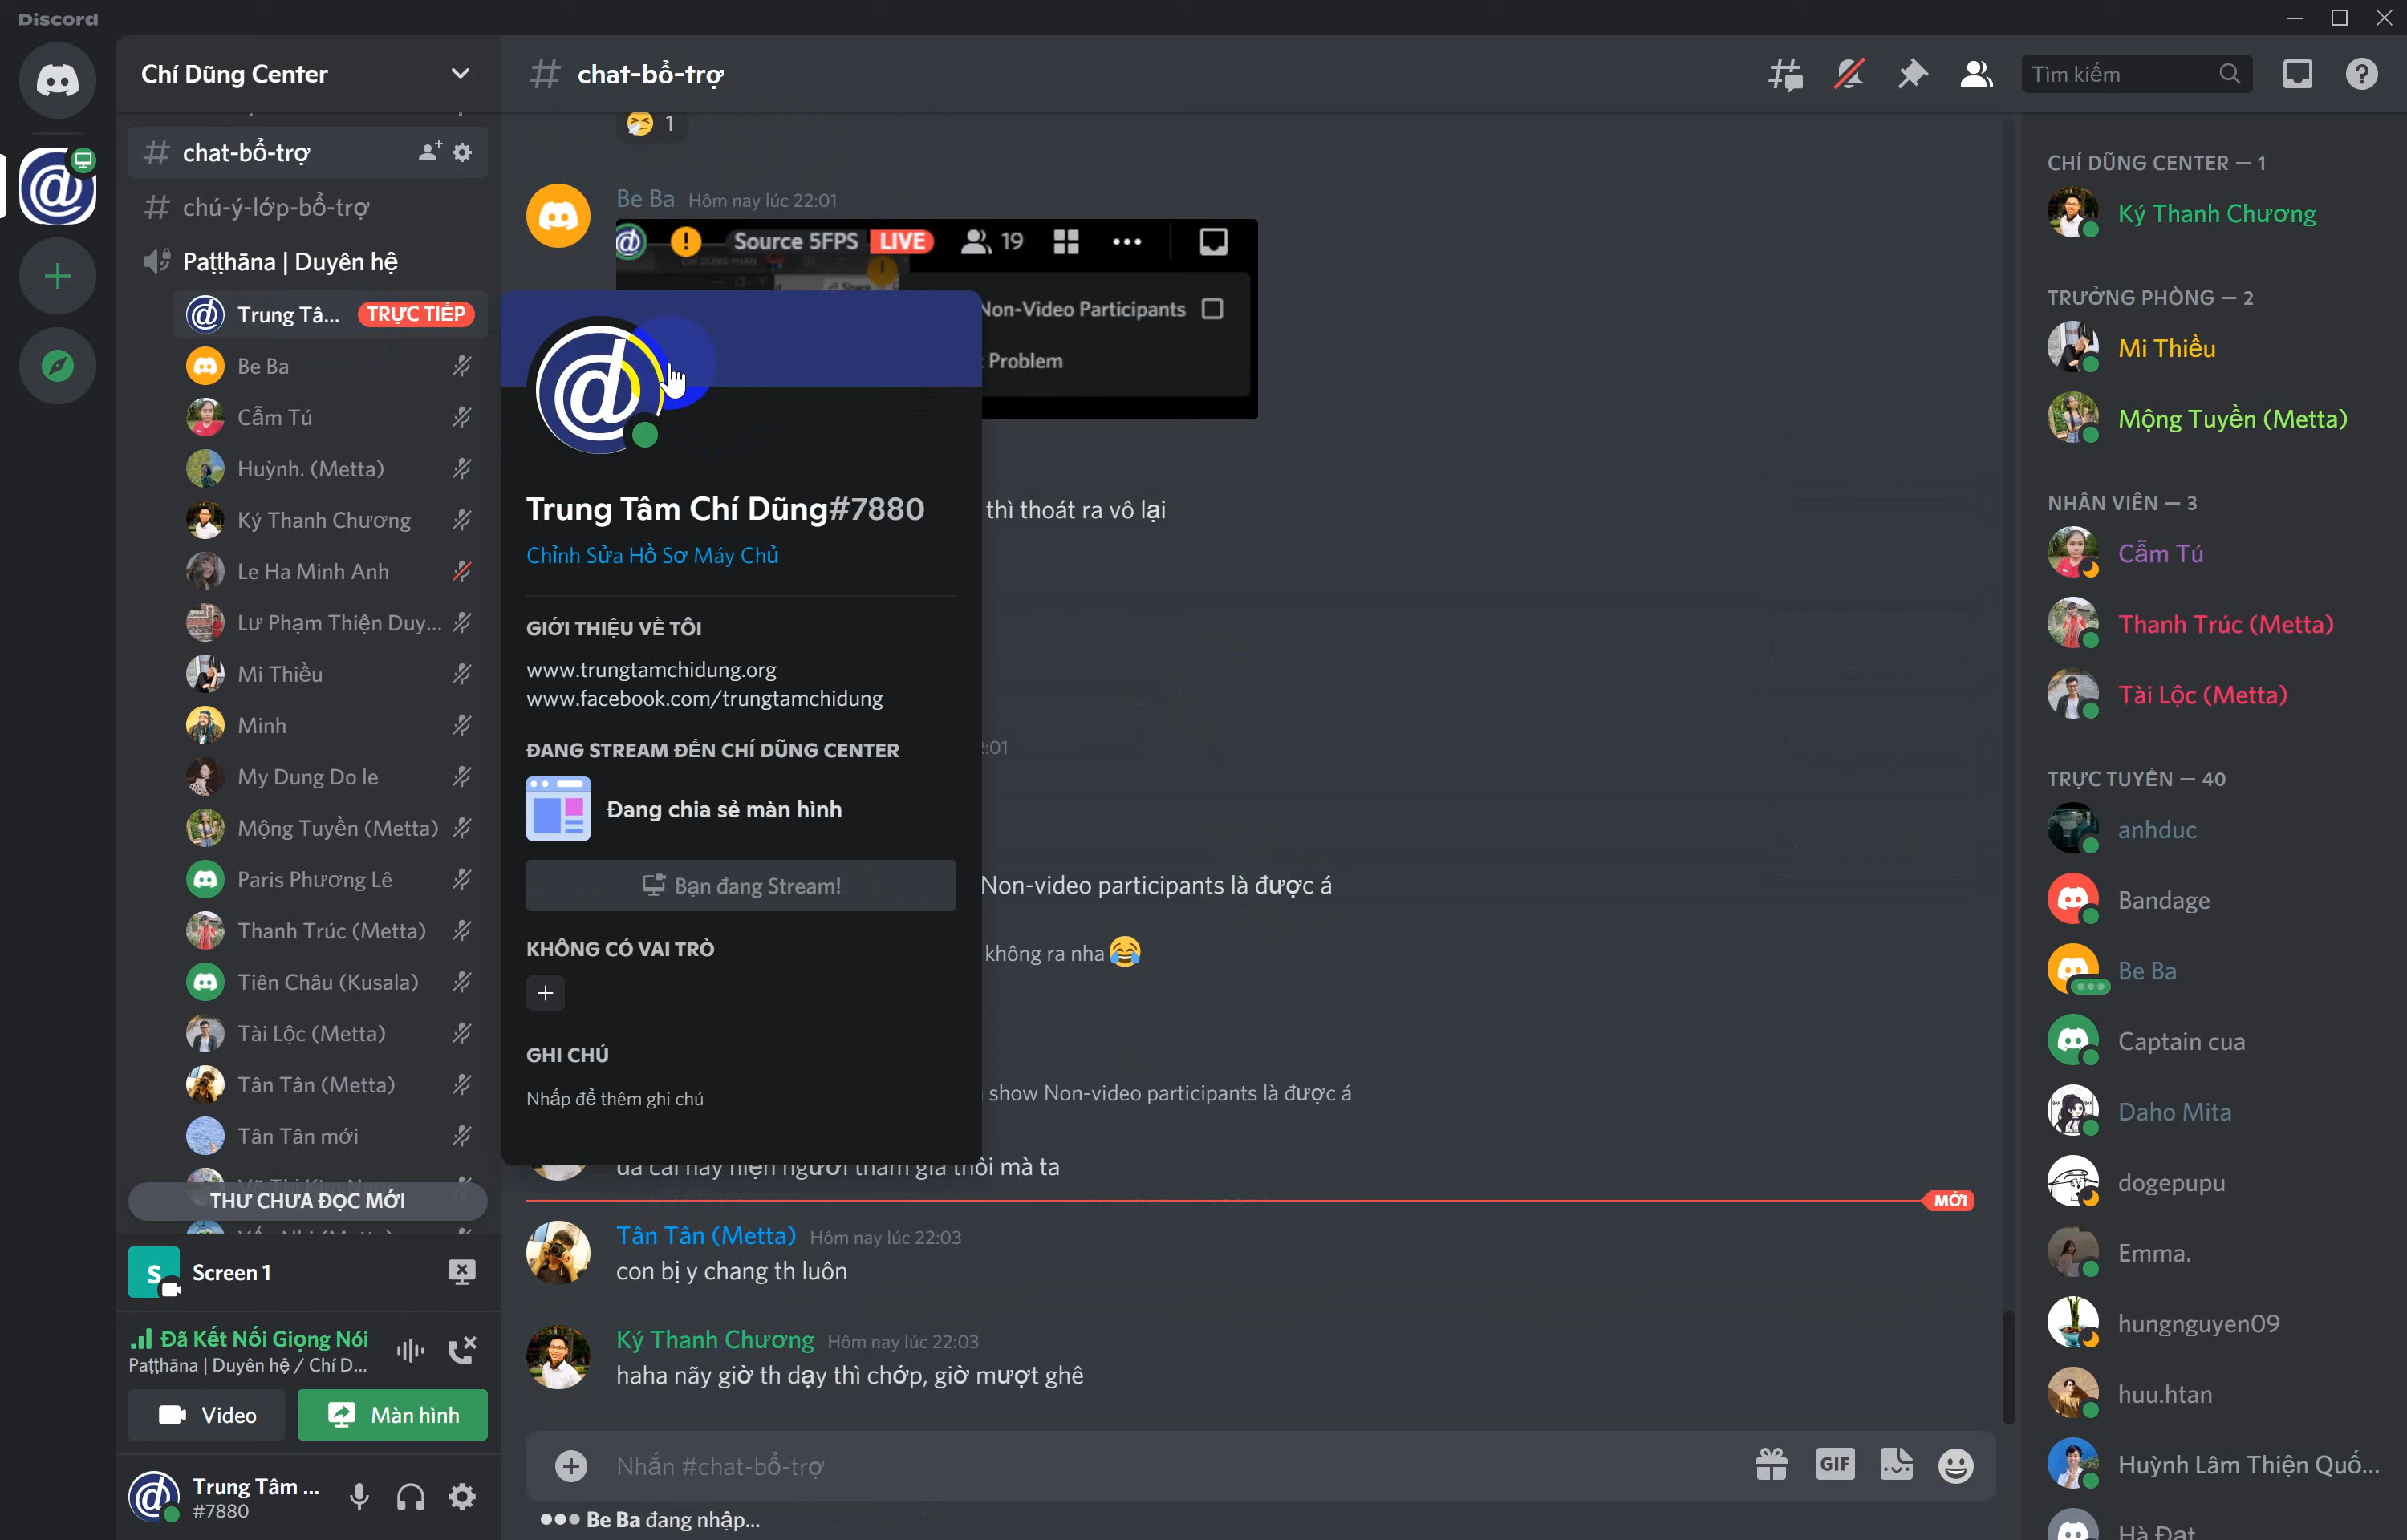 Discord
Chí Dũng Center
chat-bổ-trợ
chú-ý-lớp-bổ-trợ
Paṭṭhāna | Duyên hệ
Trung Tâ...
TRỰC TIẾP
Be Ba
Cẩm Tú
Huỳnh. (Metta)
Ký Thanh Chương
Le Ha Minh Anh
Lư Phạm Thiện Duy...
Mi Thiều
Minh
My Dung Do le
Mộng Tuyền (Metta)
Paris Phương Lê
Thanh Trúc (Metta)
Tiên Châu (Kusala)
Tài Lộc (Metta)
Tân Tân (Metta)
Tân Tân mới
THƯ CHƯA ĐỌC MỚI
S
Screen 1
Đã Kết Nối Giọng Nói
Paṭṭhāna | Duyên hệ / Chí D...
Video
Màn hình
Trung Tâm ...
#7880
# chat-bổ-trợ
Tìm kiếm
1
Be Ba Hôm nay lúc 22:01
Source 5FPS LIVE 19
Non-Video Participants
Problem
Trung Tâm Chí Dũng#7880
Chỉnh Sửa Hồ Sơ Máy Chủ
GIỚI THIỆU VỀ TÔI
www.trungtamchidung.org
www.facebook.com/trungtamchidung
ĐANG STREAM ĐẾN CHÍ DŨNG CENTER
Đang chia sẻ màn hình
Bạn đang Stream!
KHÔNG CÓ VAI TRÒ
+
GHI CHÚ
Nhấp để thêm ghi chú
thì thoát ra vô lại
:01
Non-video participants là được á
không ra nha
show Non-video participants là được á
người tham gia thôi mà ta
MỚI
Tân Tân (Metta) Hôm nay lúc 22:03
con bị y chang th luôn
Ký Thanh Chương Hôm nay lúc 22:03
haha nãy giờ th dạy thì chớp, giờ mượt ghê
Nhắn #chat-bổ-trợ
GIF
Be Ba đang nhập...
CHÍ DŨNG CENTER — 1
Ký Thanh Chương
TRƯỞNG PHÒNG — 2
Mi Thiều
Mộng Tuyền (Metta)
NHÂN VIÊN — 3
Cẩm Tú
Thanh Trúc (Metta)
Tài Lộc (Metta)
TRỰC TUYẾN — 40
anhduc
Bandage
Be Ba
Captain cua
Daho Mita
dogepupu
Emma.
hungnguyen09
huu.htan
Huỳnh Lâm Thiện Quố...
Hà Đạt